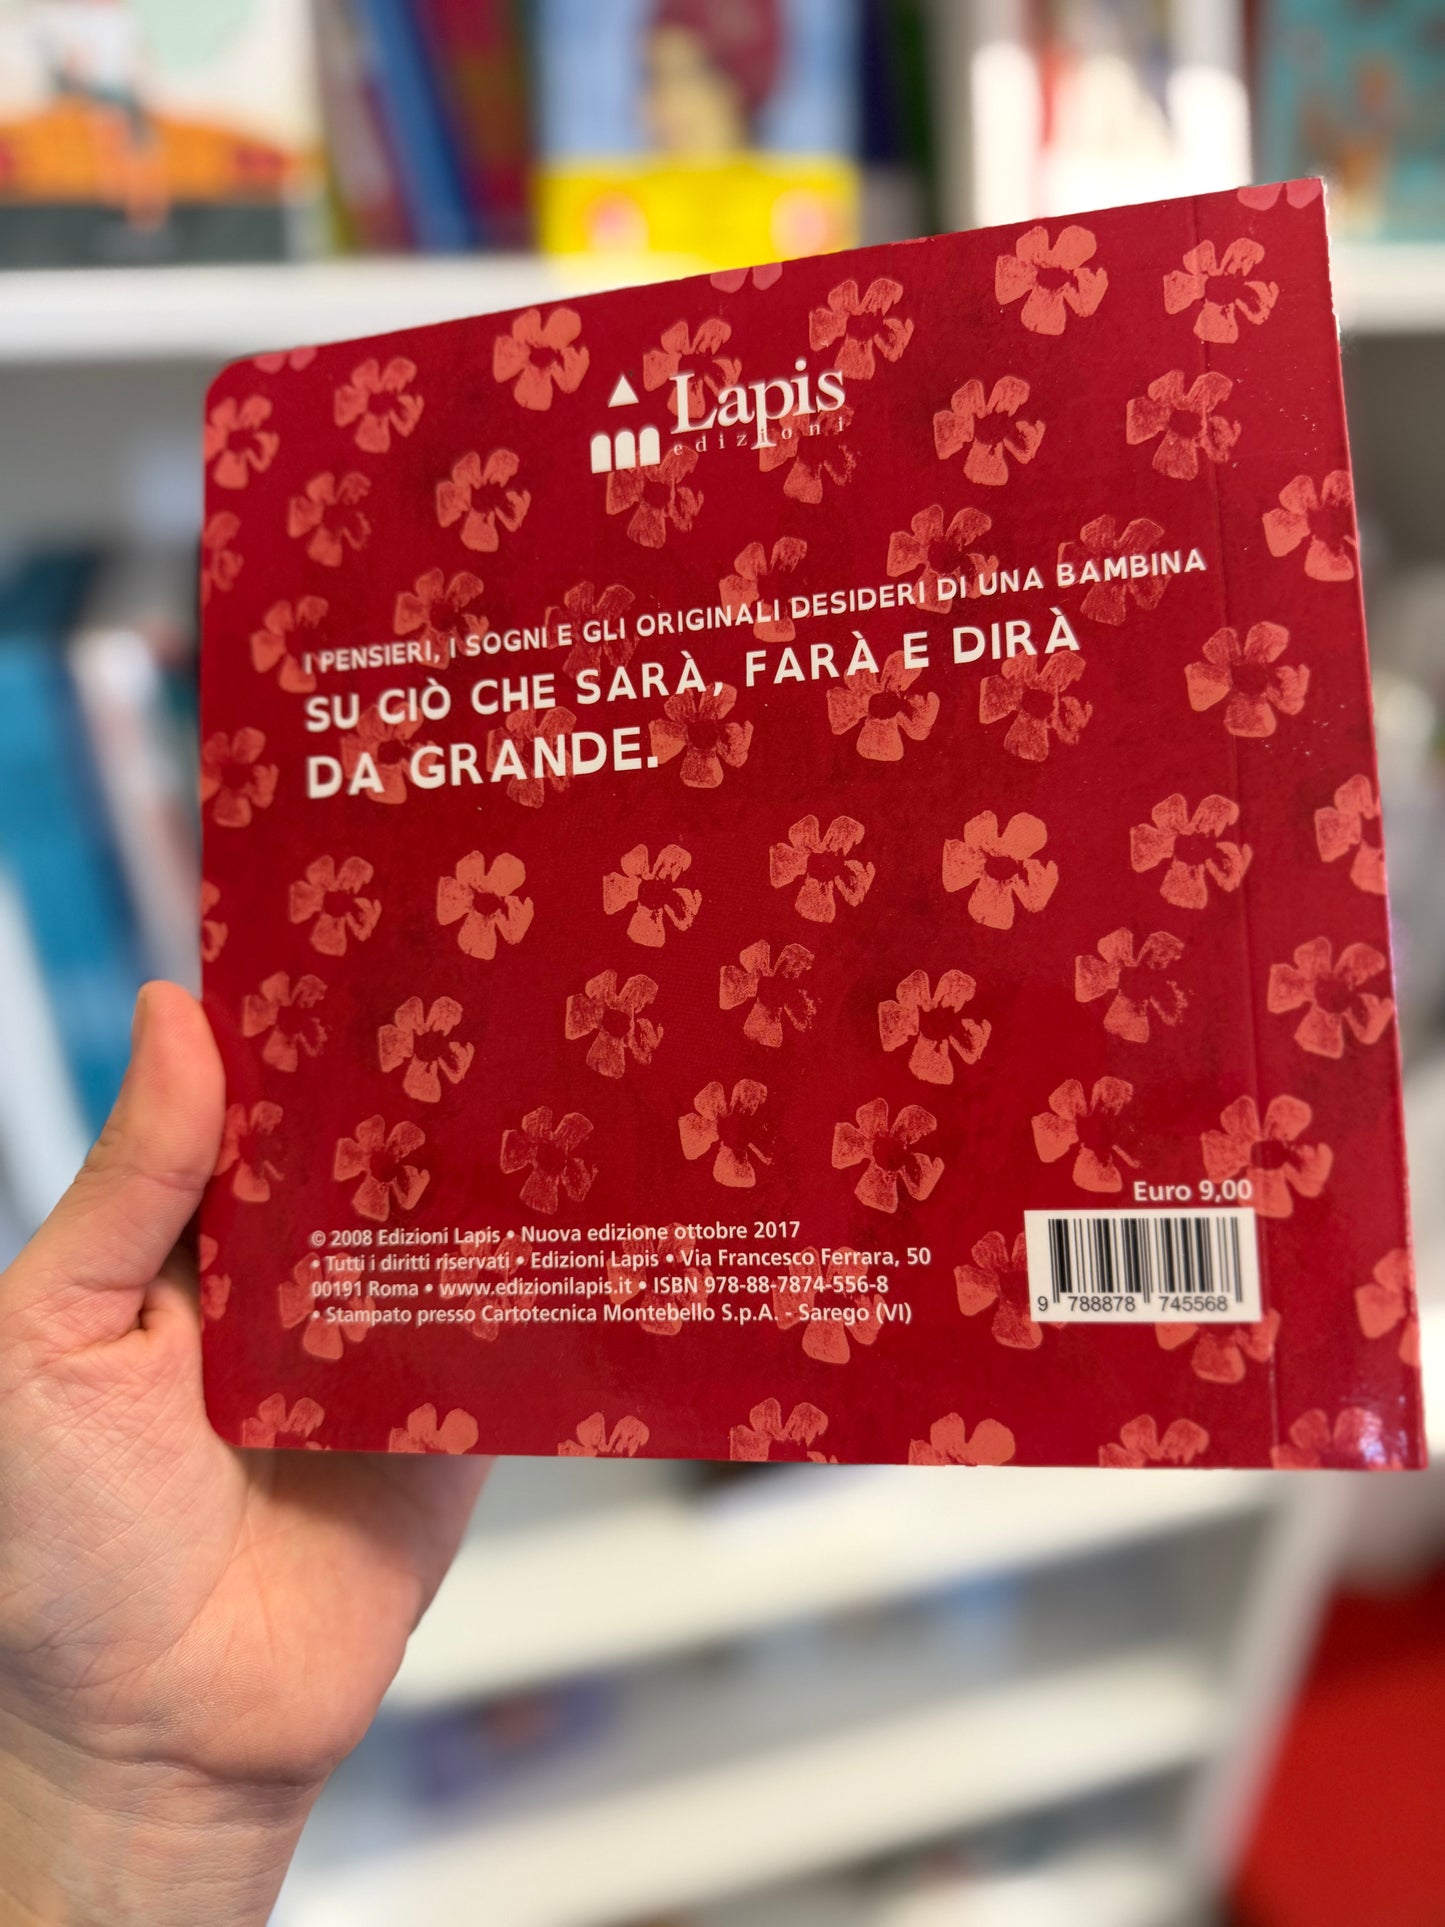 Lapis
edizioni
I PENSIERI, I SOGNI E GLI ORIGINALI DESIDERI DI UNA BAMBINA
SU CIÒ CHE SARÀ, FARÀ E DIRÀ
DA GRANDE.
Euro 9,00
© 2008 Edizioni Lapis • Nuova edizione ottobre 2017
• Tutti i diritti riservati • Edizioni Lapis • Via Francesco Ferrara, 50
00191 Roma • www.edizionilapis.it • ISBN 978-88-7874-556-8
• Stampato presso Cartotecnica Montebello S.p.A. - Sarego (VI)
9 788878 745568